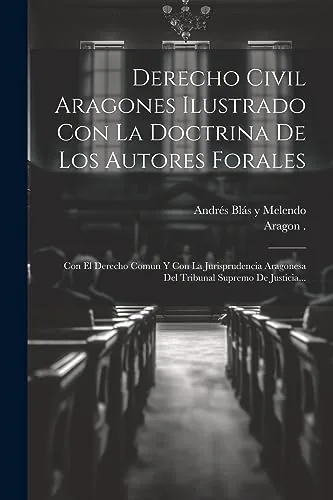 Derecho Civil
Aragones Ilustrado
Con La Doctrina De
Los Autores Forales
Andrés Blás y Melendo
Aragon .
Con El Derecho Comun Y Con La Jurisprudencia Aragonesa
Del Tribunal Supremo De Justicia...